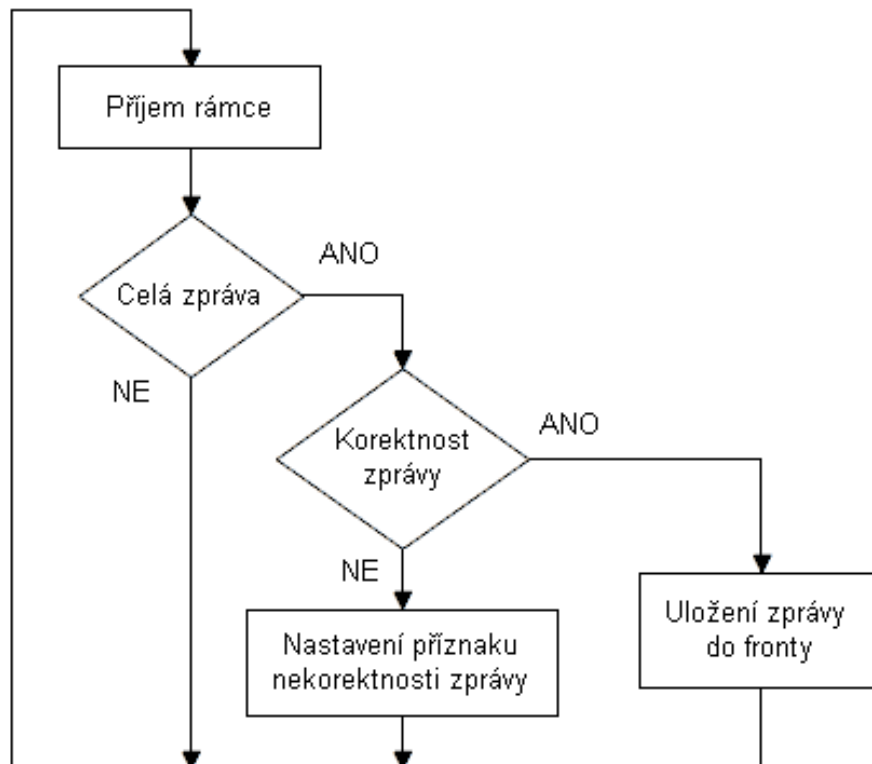 Příjem rámce
ANO
Celá zpráva
NE
ANO
Korektnost
zprávy
NE
Nastavení příznaku
nekorektnosti zprávy
Uložení zprávy
do fronty